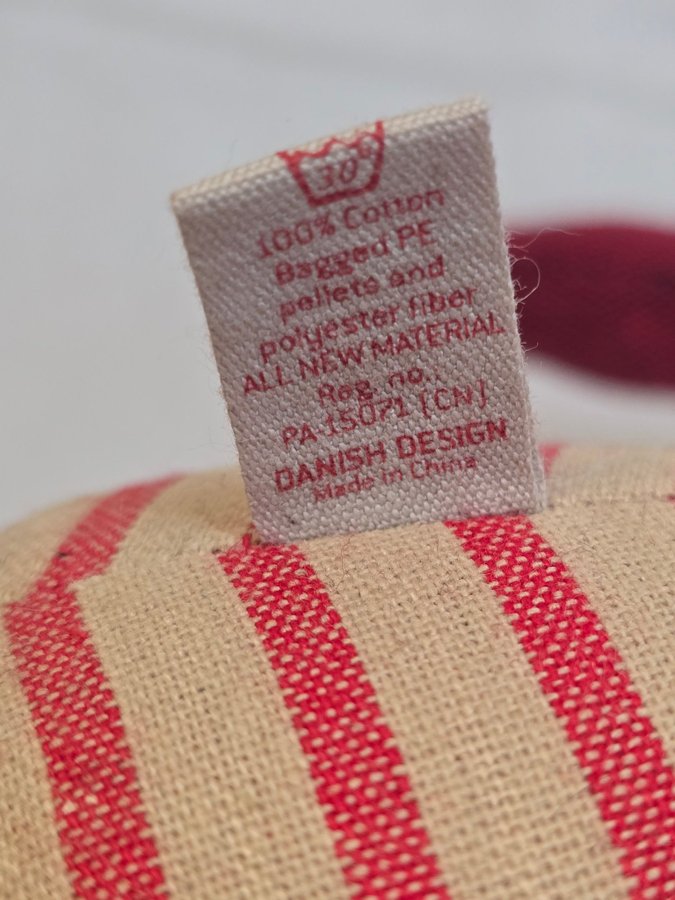 30°
100% Cotton
Bagged PE
pellets and
polyester fiber
ALL NEW MATERIAL
Reg. no.
PA-15071 (CN)
DANISH DESIGN
Made in China